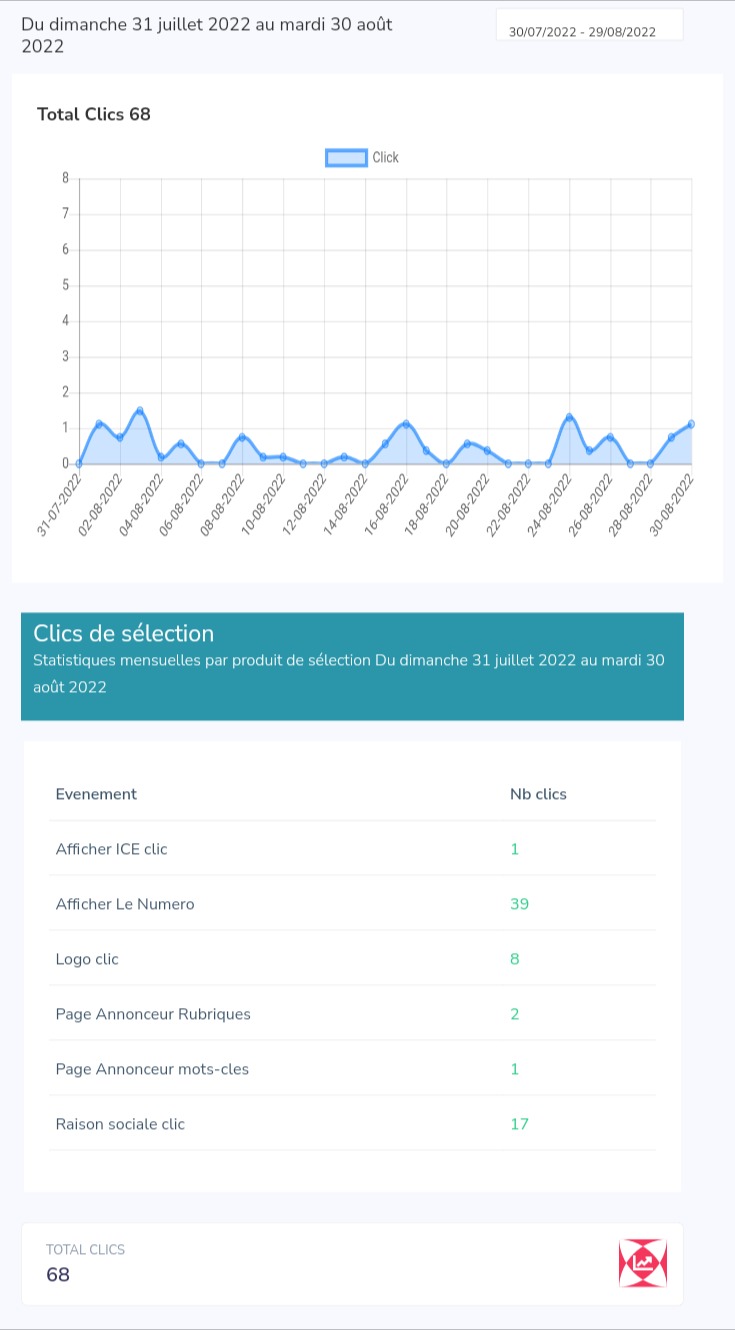 Du dimanche 31 juillet 2022 au mardi 30 août
2022
30/07/2022 - 29/08/2022
Total Clics 68
Click
8
7
6
5
4
3
2
1
0
31-07-2022
02-08-2022
04-08-2022
06-08-2022
08-08-2022
10-08-2022
12-08-2022
14-08-2022
16-08-2022
18-08-2022
20-08-2022
22-08-2022
24-08-2022
26-08-2022
28-08-2022
30-08-2022
Clics de sélection
Statistiques mensuelles par produit de sélection Du dimanche 31 juillet 2022 au mardi 30
août 2022
Evenement Nb clics
Afficher ICE clic 1
Afficher Le Numero 39
Logo clic 8
Page Annonceur Rubriques 2
Page Annonceur mots-cles 1
Raison sociale clic 17
TOTAL CLICS
68